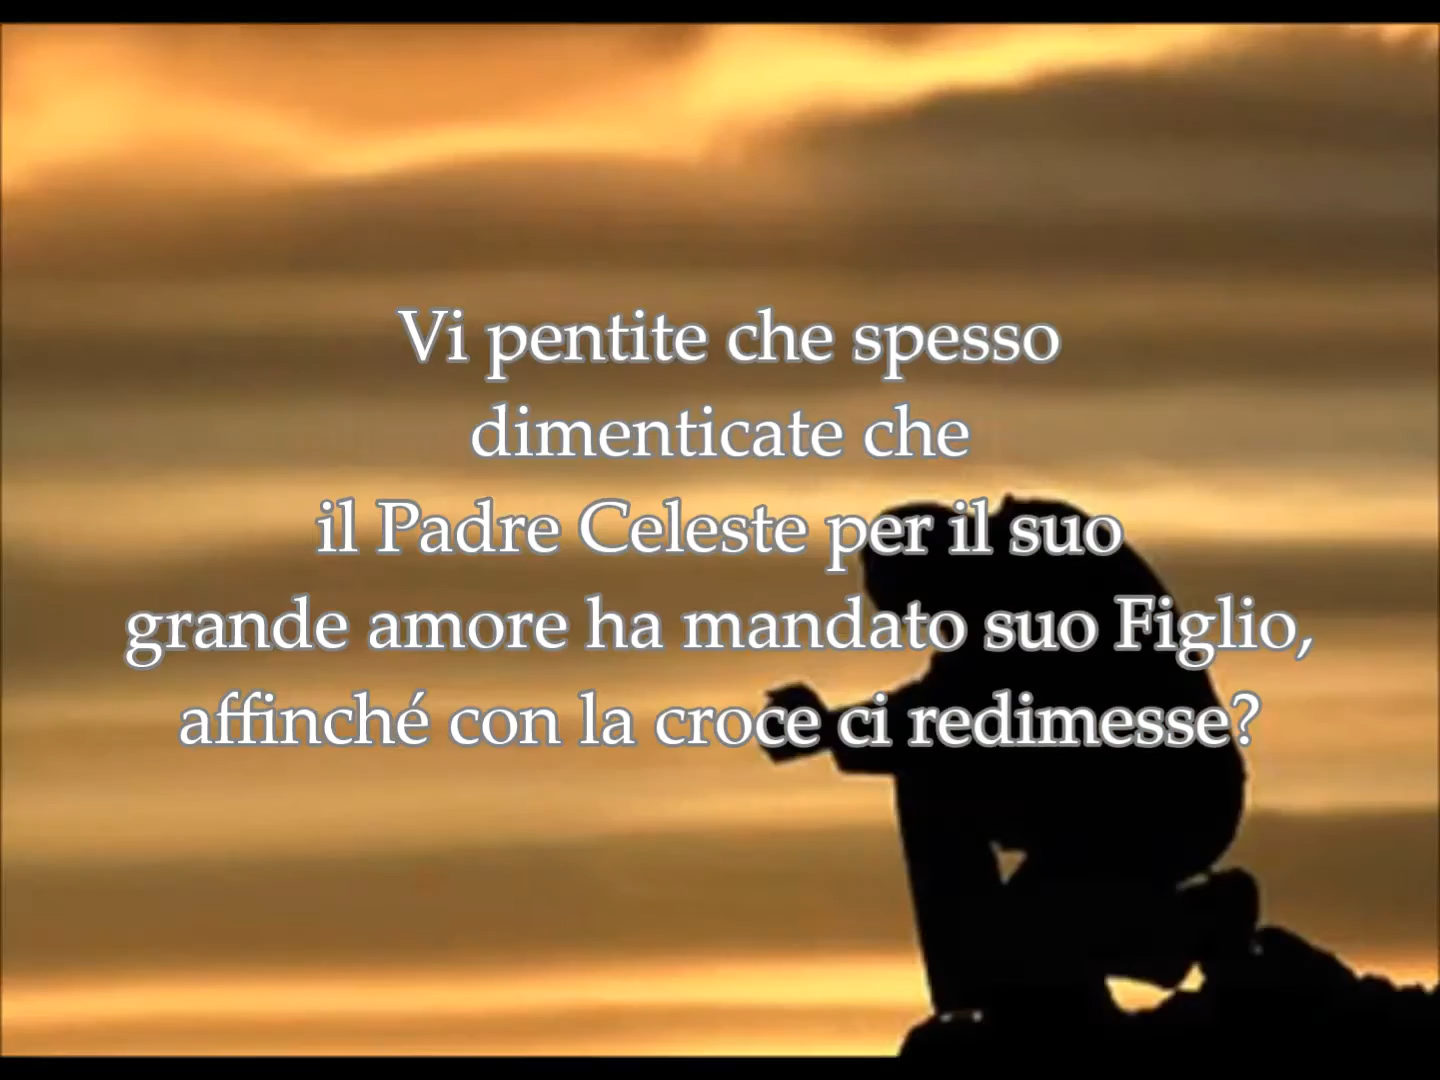 Vi pentite che spesso
dimenticate che
il Padre Celeste per il suo
grande amore ha mandato suo Figlio,
affinché con la croce ci redimesse?